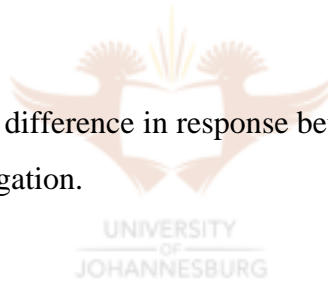 difference in response be
gation.
UNIVERSITY
OF
JOHANNESBURG